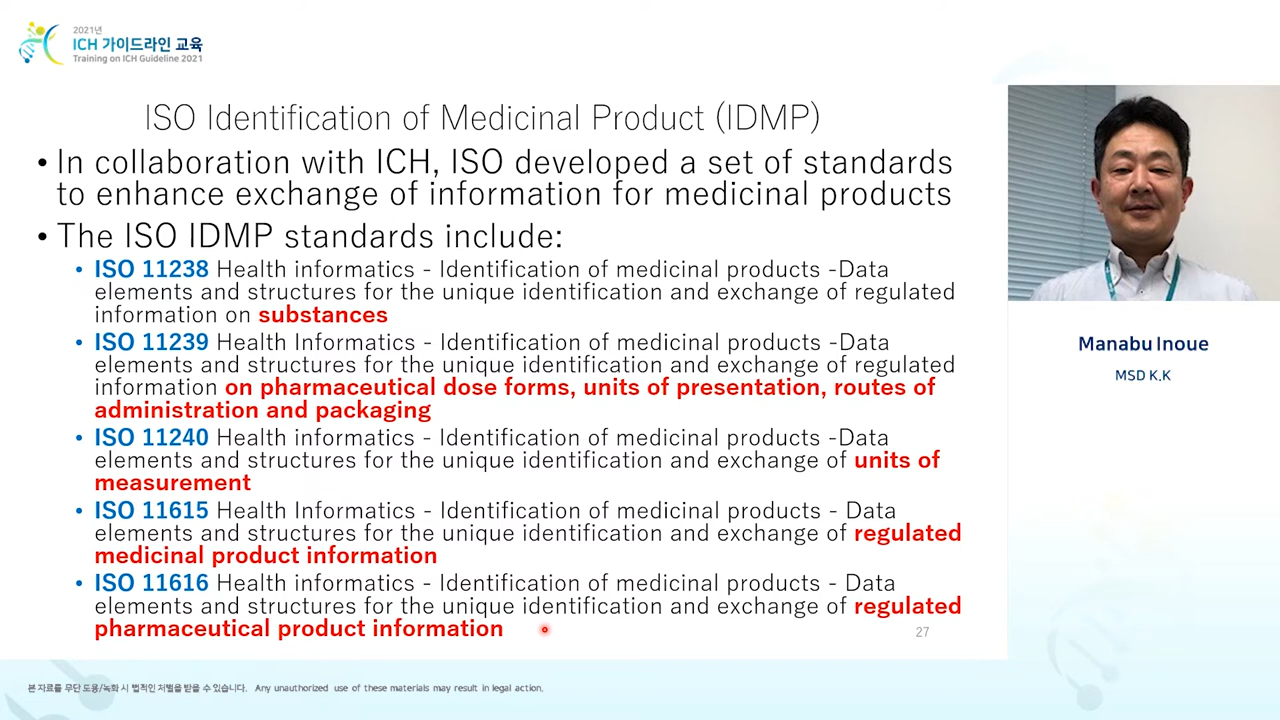 2021년
ICH 가이드라인 교육
Training on ICH Guideline 2021
ISO Identification of Medicinal Product (IDMP)
• In collaboration with ICH, ISO developed a set of standards
to enhance exchange of information for medicinal products
• The ISO IDMP standards include:
• ISO 11238 Health informatics - Identification of medicinal products -Data
elements and structures for the unique identification and exchange of regulated
information on substances
• ISO 11239 Health Informatics - Identification of medicinal products -Data
elements and structures for the unique identification and exchange of regulated
information on pharmaceutical dose forms, units of presentation, routes of
administration and packaging
• ISO 11240 Health informatics - Identification of medicinal products -Data
elements and structures for the unique identification and exchange of units of
measurement
• ISO 11615 Health Informatics - Identification of medicinal products - Data
elements and structures for the unique identification and exchange of regulated
medicinal product information
• ISO 11616 Health informatics - Identification of medicinal products - Data
elements and structures for the unique identification and exchange of regulated
pharmaceutical product information
27
Manabu Inoue
MSD K.K
본 자료를 무단 도용/녹화 시 법적인 처벌을 받을 수 있습니다. Any unauthorized use of these materials may result in legal action.